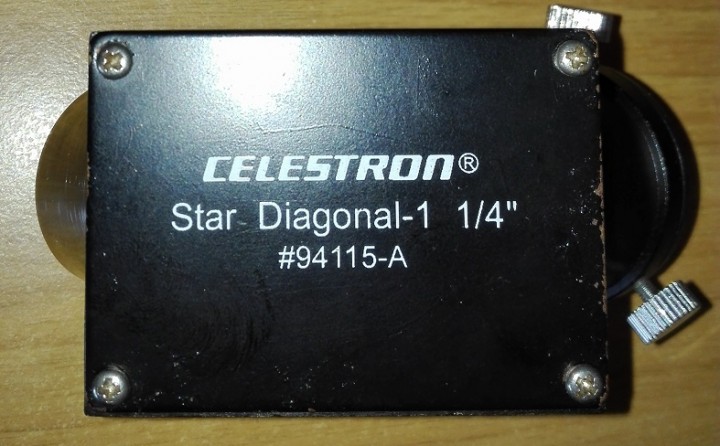 CELESTRON®
Star Diagonal-1 1/4"
#94115-A